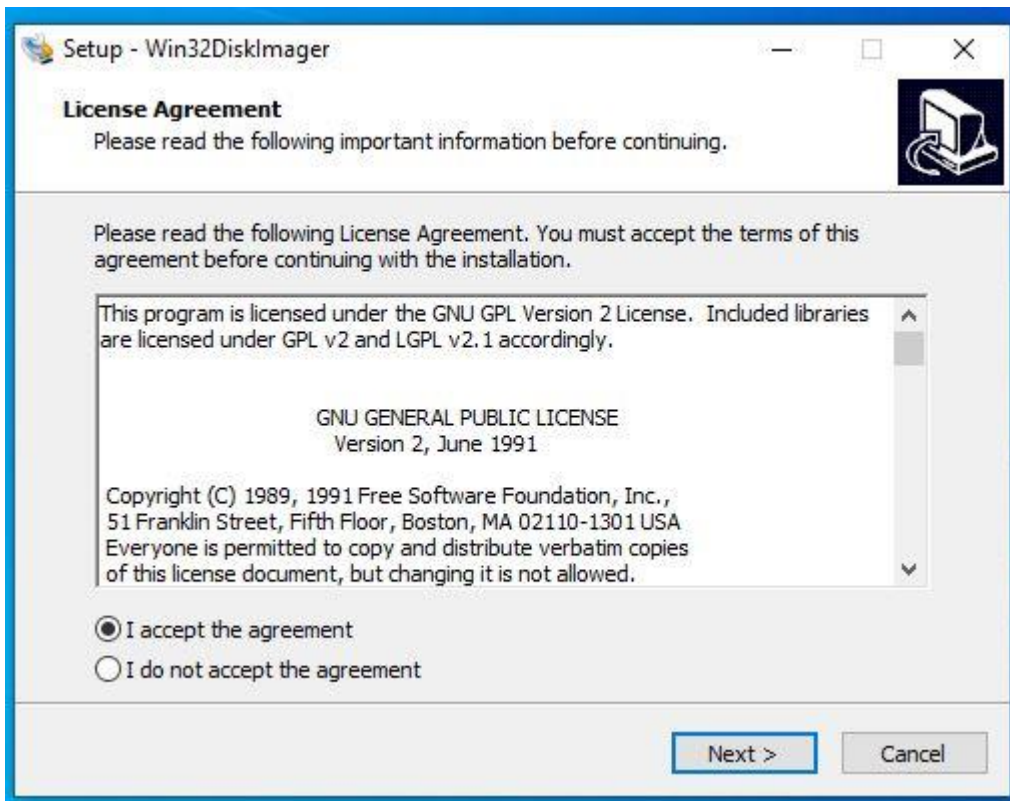 Setup - Win32DiskImager
License Agreement
Please read the following important information before continuing.
Please read the following License Agreement. You must accept the terms of this
agreement before continuing with the installation.
This program is licensed under the GNU GPL Version 2 License.  Included libraries
are licensed under GPL v2 and LGPL v2.1 accordingly.
GNU GENERAL PUBLIC LICENSE
Version 2, June 1991
Copyright (C) 1989, 1991 Free Software Foundation, Inc.,
51 Franklin Street, Fifth Floor, Boston, MA 02110-1301 USA
Everyone is permitted to copy and distribute verbatim copies
of this license document, but changing it is not allowed.
I accept the agreement
I do not accept the agreement
Next >
Cancel